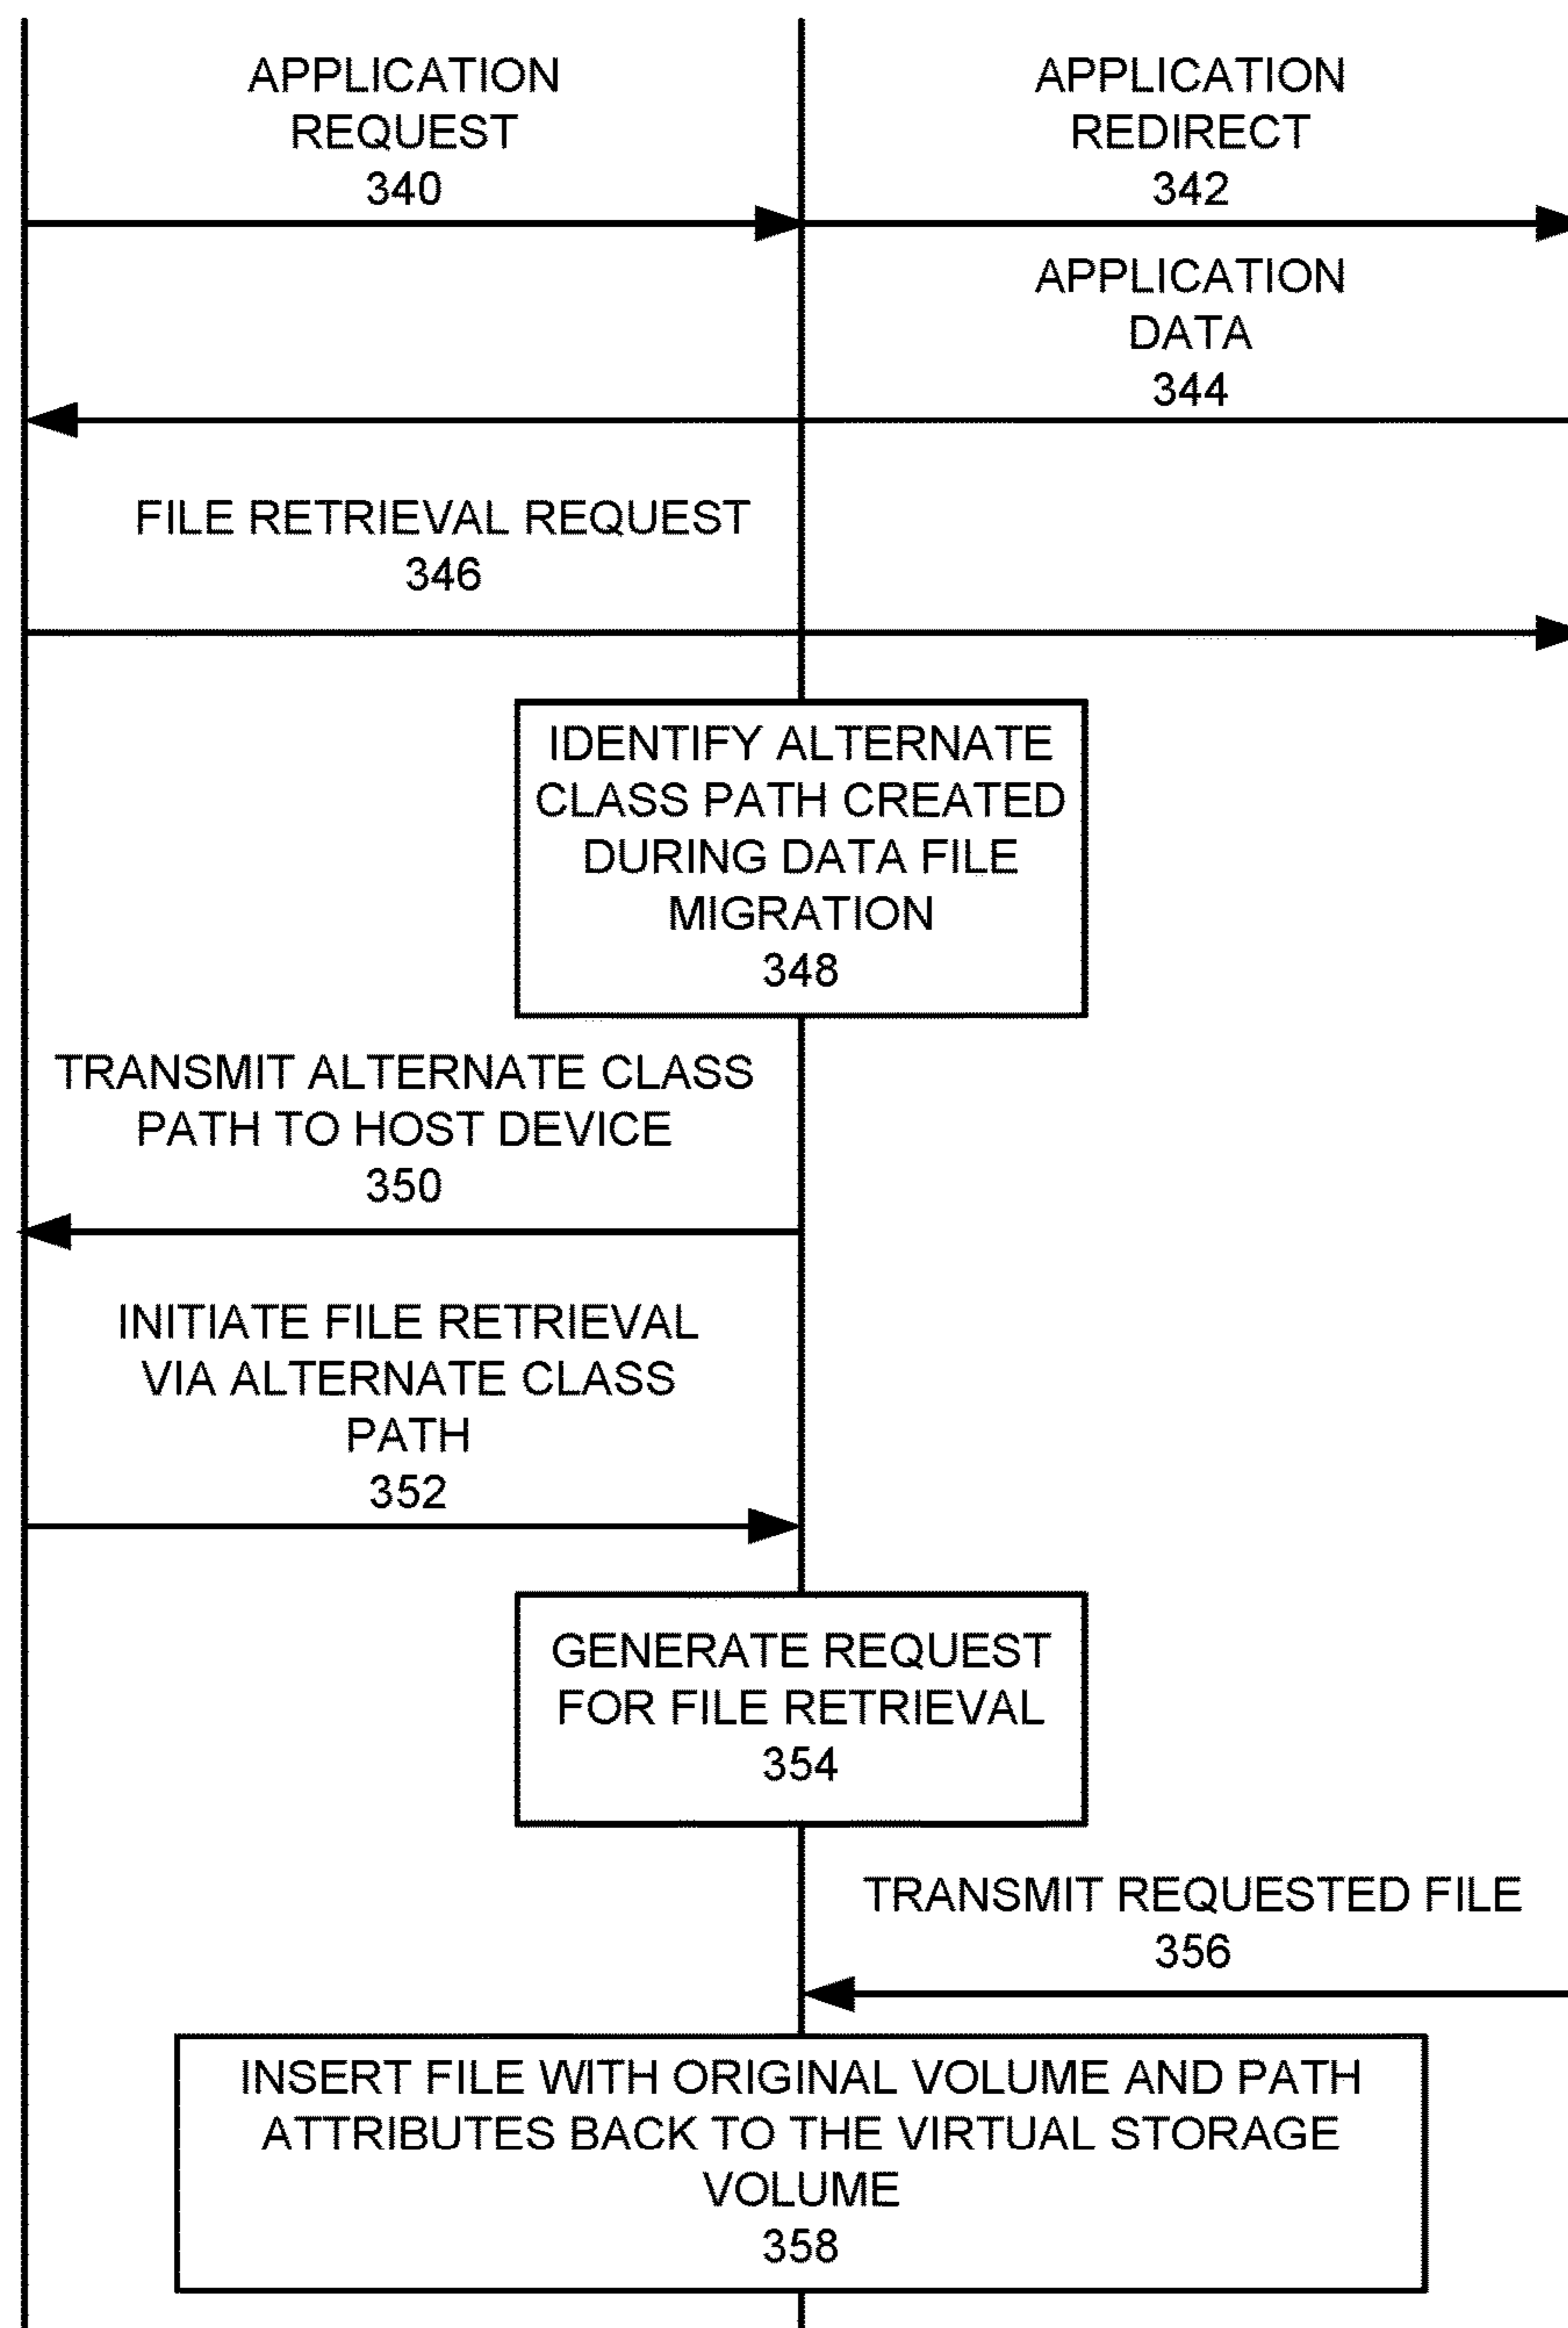 APPLICATION
REQUEST
340
APPLICATION
REDIRECT
342
APPLICATION
DATA
344
FILE RETRIEVAL REQUEST
346
IDENTIFY ALTERNATE
CLASS PATH CREATED
DURING DATA FILE
MIGRATION
348
TRANSMIT ALTERNATE CLASS
PATH TO HOST DEVICE
350
INITIATE FILE RETRIEVAL
VIA ALTERNATE CLASS
PATH
352
GENERATE REQUEST
FOR FILE RETRIEVAL
354
TRANSMIT REQUESTED FILE
356
INSERT FILE WITH ORIGINAL VOLUME AND PATH
ATTRIBUTES BACK TO THE VIRTUAL STORAGE
VOLUME
358